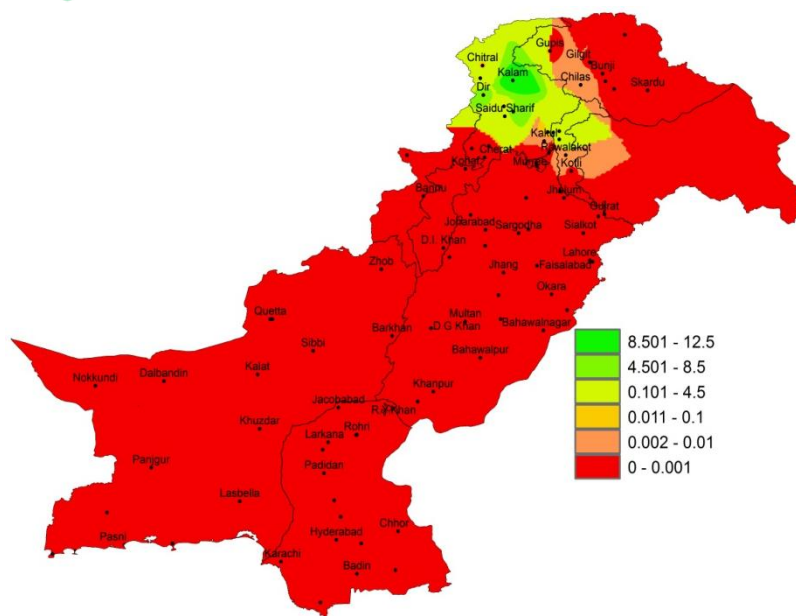 Chitral
Gupis
Gilgit
Bunji
Kalam
Chilas
Skardu
Dir
Saidu Sharif
Kakul
Cherat
Rawalakot
Kohat
Murree
Kotli
Bannu
Jhelum
Gujrat
Joharabad
Sargodha
Sialkot
D.I. Khan
Lahore
Zhob
Jhang
Faisalabad
Okara
Quetta
Multan
Barkhan
D.G Khan
Bahawalnagar
Sibbi
Bahawalpur
Kalat
Dalbandin
Nokkundi
Khanpur
Jacobabad
R.Y.Khan
Khuzdar
Larkana
Rohri
Panjgur
Padidan
Lasbella
Hyderabad
Chhor
Pasni
Karachi
Badin
8.501 - 12.5
4.501 - 8.5
0.101 - 4.5
0.011 - 0.1
0.002 - 0.01
0 - 0.001